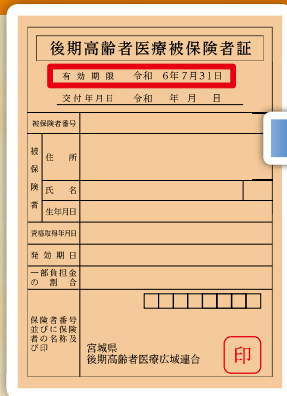 後期高齢者医療被保険者証
有効期限 令和 6年7月31日
交付年月日 令和 年 月 日
被保険者番号
被保険者
住所
氏名
生年月日
資格取得年月日
発効期日
一部負担金
の割合
保険者番号
並びに保険
者の名称及
び印
宮城県
後期高齢者医療広域連合
印